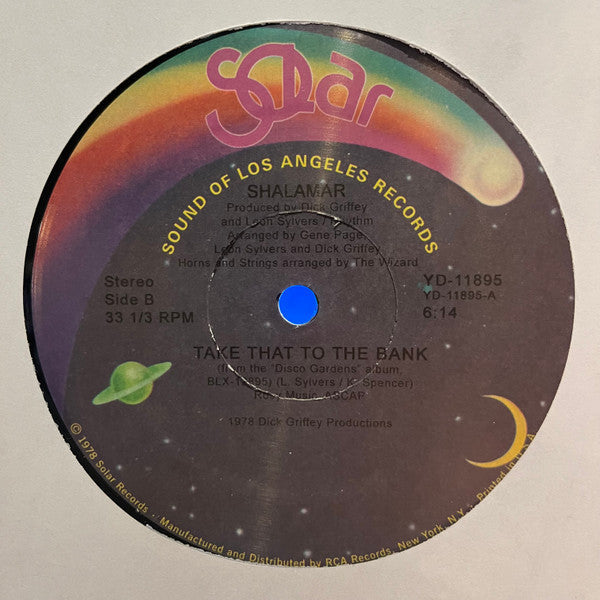 SOLAR
SOUND OF LOS ANGELES RECORDS
SHALAMAR
Produced by Dick Griffey
and Leon Sylvers / Rhythm
Arranged by Gene Page,
Leon Sylvers and Dick Griffey
Horns and Strings arranged by The Wizard
Stereo
Side B
33 1/3 RPM
YD-11895
YD-11895-A
6:14
TAKE THAT TO THE BANK
(from the "Disco Gardens" album,
(L. Sylvers / K. Spencer)
Music, ASCAP
1978 Dick Griffey Productions
© 1978 Solar Records · Manufactured and Distributed by RCA Records, New York, N.Y. · Printed in U.S.A.